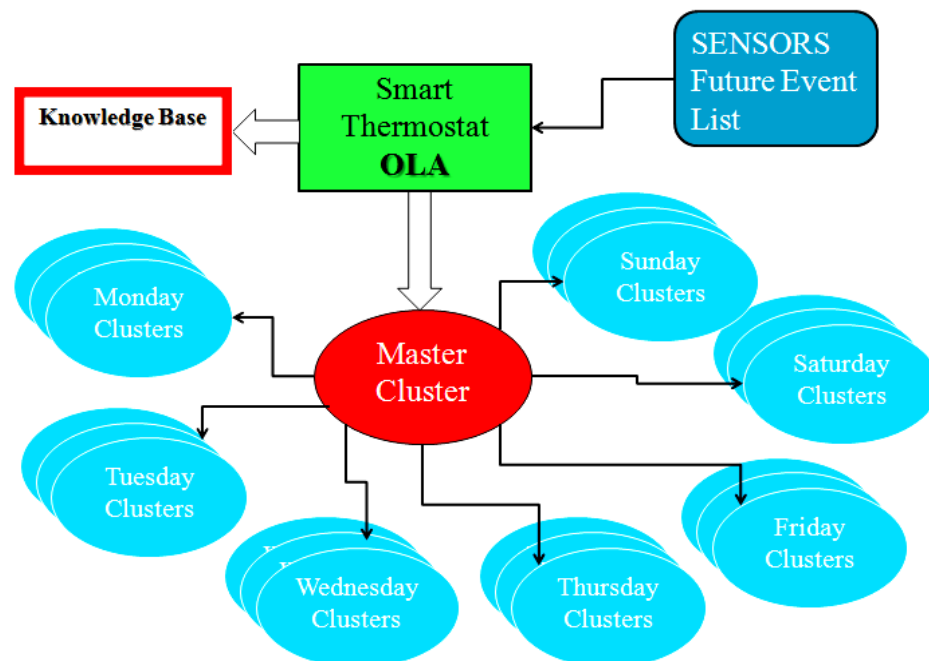 SENSORS
Future Event
List
Smart
Thermostat
OLA
Knowledge Base
Sunday
Clusters
Monday
Clusters
Master
Cluster
Saturday
Clusters
Tuesday
Clusters
Friday
Clusters
Wednesday
Clusters
Thursday
Clusters